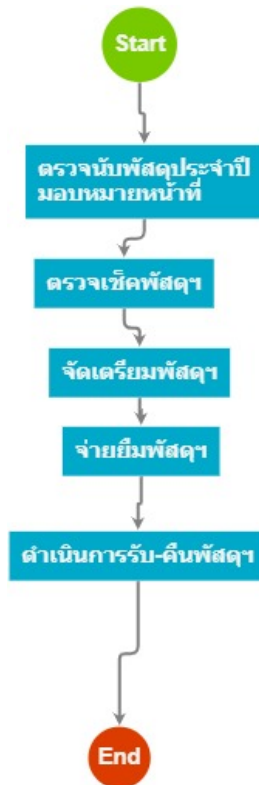 Start
ตรวจนับพัสดุประจำปี
มอบหมายหน้าที่
ตรวจเช็คพัสดุฯ
จัดเตรียมพัสดุฯ
จ่ายยืมพัสดุฯ
ดำเนินการรับ-คืนพัสดุฯ
End